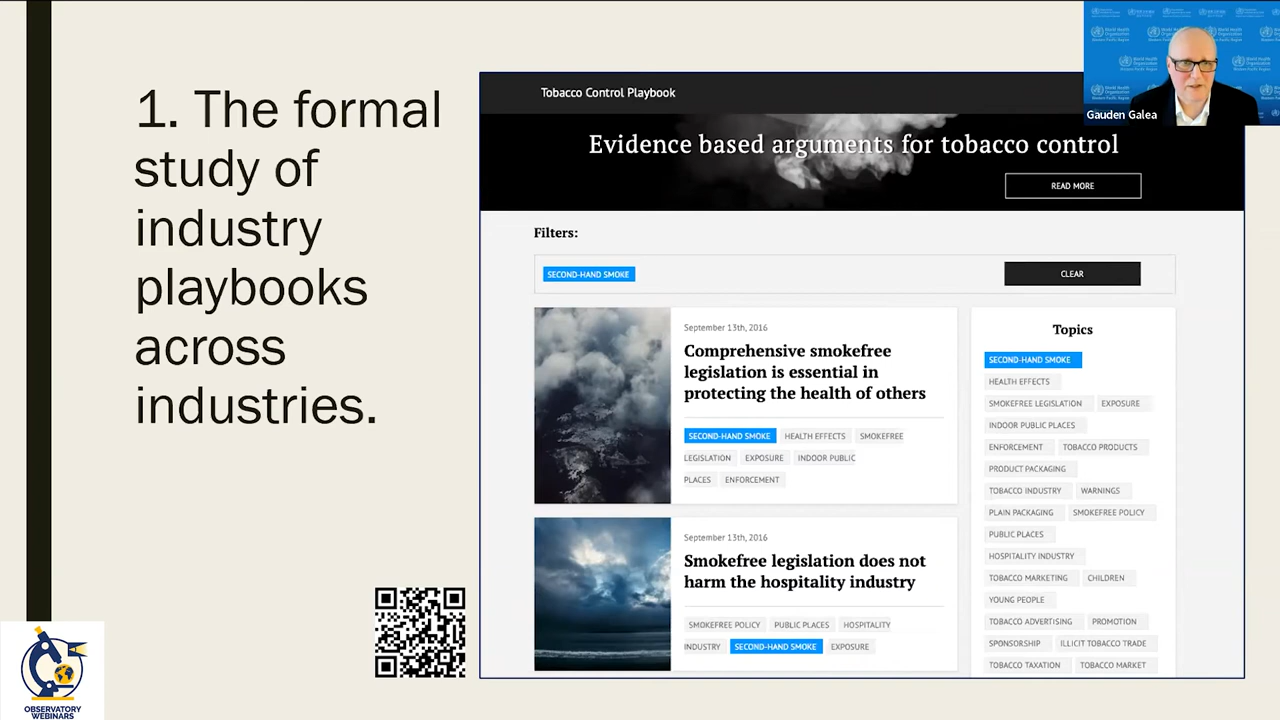 1. The formal
study of
industry
playbooks
across
industries.
OBSERVATORY
WEBINARS
Tobacco Control Playbook
Evidence based arguments for tobacco control
READ MORE
Filters:
SECOND-HAND SMOKE
CLEAR
September 13th, 2016
Comprehensive smokefree
legislation is essential in
protecting the health of others
SECOND-HAND SMOKE HEALTH EFFECTS SMOKEFREE
LEGISLATION EXPOSURE INDOOR PUBLIC
PLACES ENFORCEMENT
September 13th, 2016
Smokefree legislation does not
harm the hospitality industry
SMOKEFREE POLICY PUBLIC PLACES HOSPITALITY
INDUSTRY SECOND-HAND SMOKE EXPOSURE
Topics
SECOND-HAND SMOKE
HEALTH EFFECTS
SMOKEFREE LEGISLATION EXPOSURE
INDOOR PUBLIC PLACES
ENFORCEMENT TOBACCO PRODUCTS
PRODUCT PACKAGING
TOBACCO INDUSTRY WARNINGS
PLAIN PACKAGING SMOKEFREE POLICY
PUBLIC PLACES
HOSPITALITY INDUSTRY
TOBACCO MARKETING CHILDREN
YOUNG PEOPLE
TOBACCO ADVERTISING PROMOTION
SPONSORSHIP ILLICIT TOBACCO TRADE
TOBACCO TAXATION TOBACCO MARKET
Gauden Galea